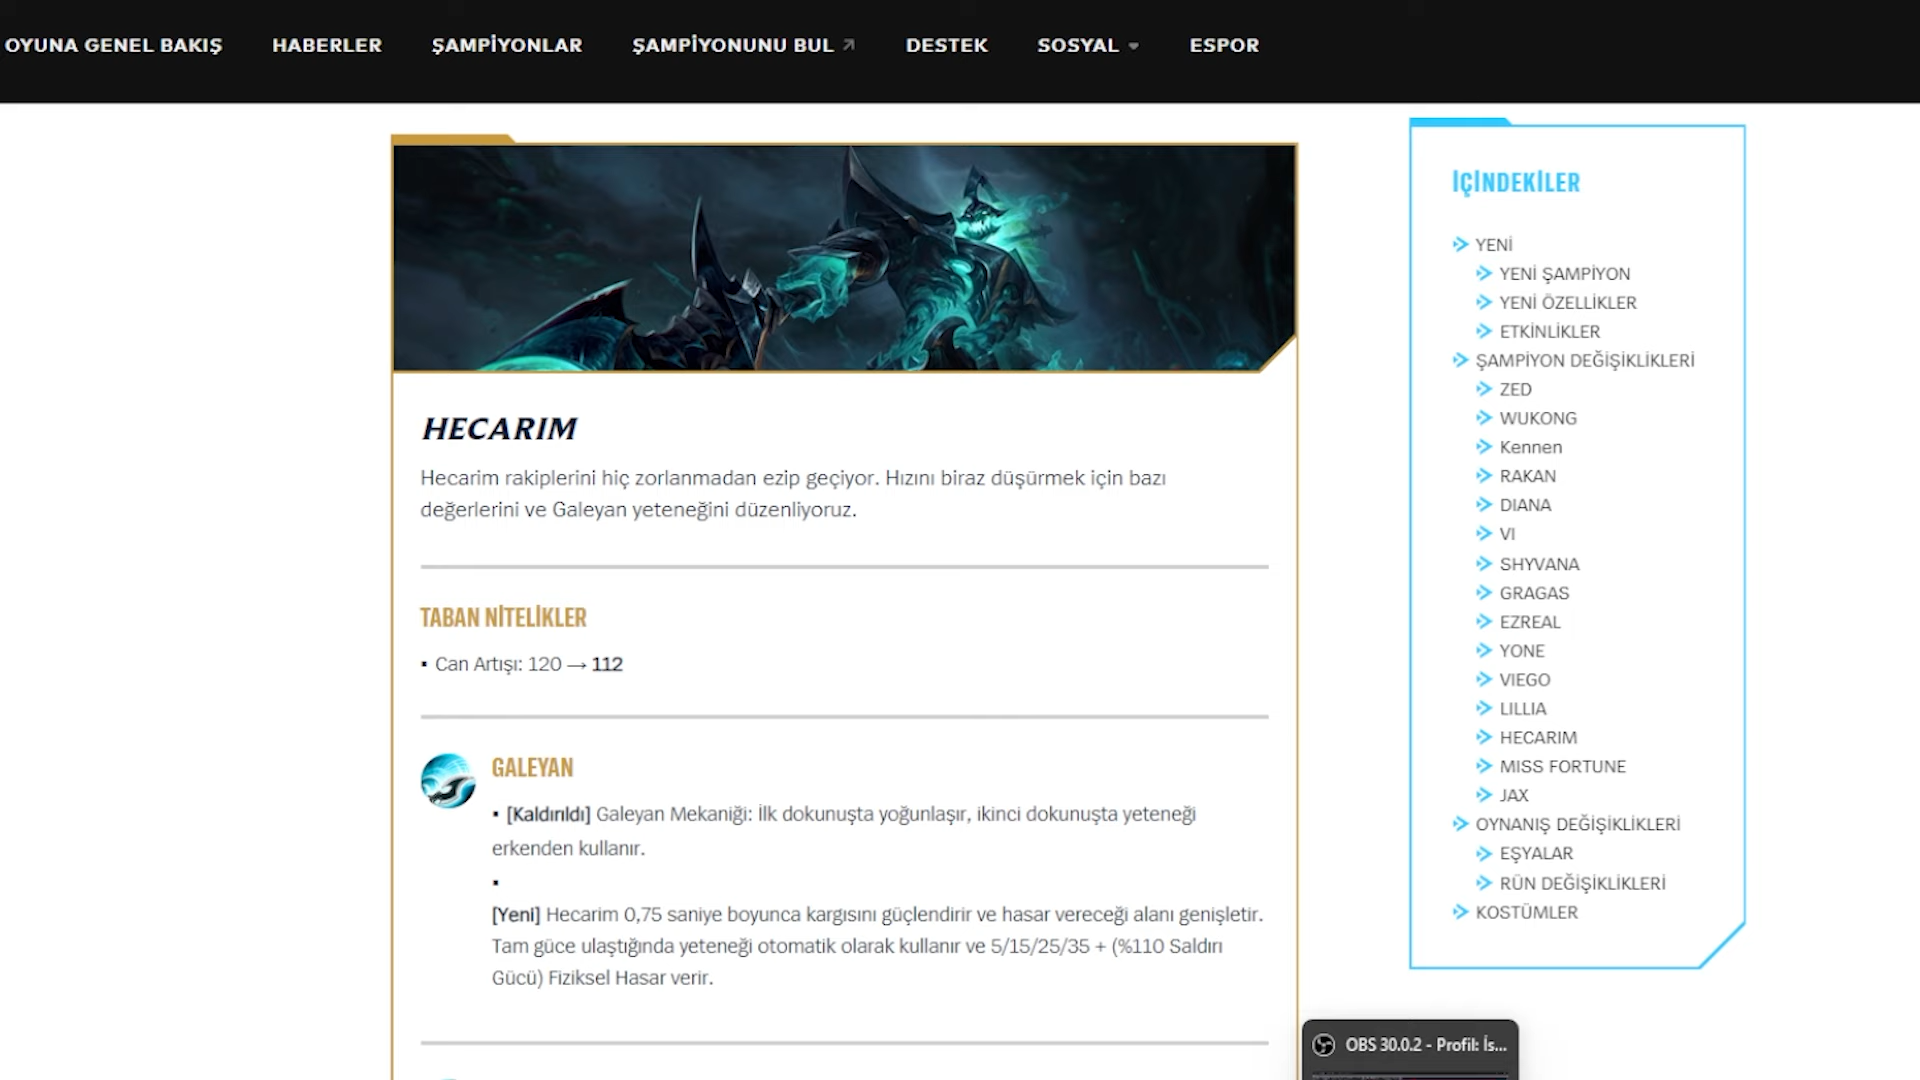 OYUNA GENEL BAKIŞ HABERLER ŞAMPİYONLAR ŞAMPİYONUNU BUL DESTEK SOSYAL ESPOR
HECARIM
Hecarim rakiplerini hiç zorlanmadan ezip geçiyor. Hızını biraz düşürmek için bazı
değerlerini ve Galeyan yeteneğini düzenliyoruz.
TABAN NİTELİKLER
▪ Can Artışı: 120 → 112
GALEYAN
▪ [Kaldırıldı] Galeyan Mekaniği: İlk dokunuşta yoğunlaşır, ikinci dokunuşta yeteneği
erkenden kullanır.
▪
[Yeni] Hecarim 0,75 saniye boyunca kargısını güçlendirir ve hasar vereceği alanı genişletir.
Tam güce ulaştığında yeteneği otomatik olarak kullanır ve 5/15/25/35 + (%110 Saldırı
Gücü) Fiziksel Hasar verir.
İÇİNDEKİLER
YENİ
YENİ ŞAMPİYON
YENİ ÖZELLİKLER
ETKİNLİKLER
ŞAMPİYON DEĞİŞİKLİKLERİ
ZED
WUKONG
Kennen
RAKAN
DIANA
VI
SHYVANA
GRAGAS
EZREAL
YONE
VIEGO
LILLIA
HECARIM
MISS FORTUNE
JAX
OYNANIŞ DEĞİŞİKLİKLERİ
EŞYALAR
RÜN DEĞİŞİKLİKLERİ
KOSTÜMLER
OBS 30.0.2 - Profil: İs...